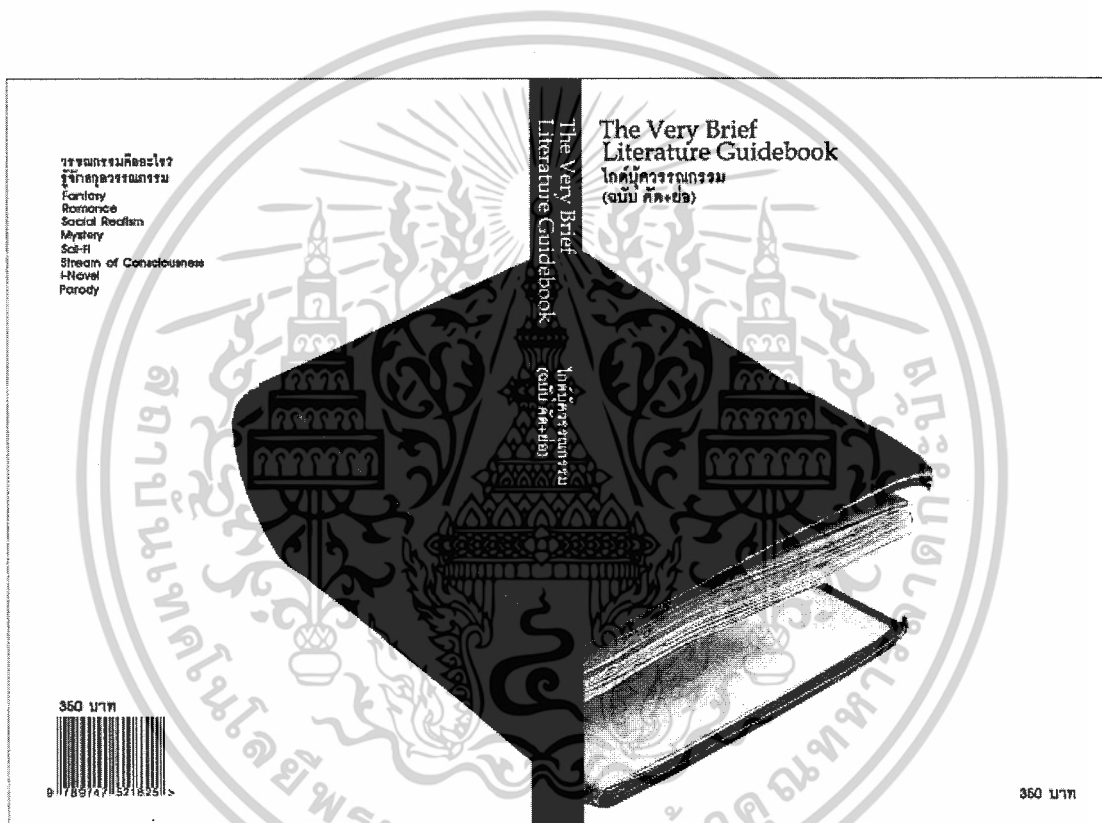 วรรณกรรมคืออะไร?
รู้จักสกุลวรรณกรรม
Fantasy
Romance
Social Realism
Mystery
Sci-Fi
Stream of Consciousness
I-Novel
Parody
350 บาท
The Very Brief
Literature Guidebook
ไกด์บุ้ควรรณกรรม
(ฉบับ คัด+ย่อ)
The Very Brief
Literature Guidebook
ไกด์บุ้ควรรณกรรม
(ฉบับ คัด+ย่อ)
350 บาท